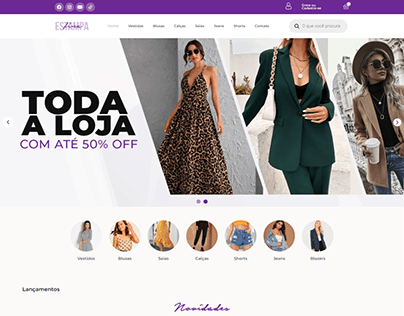 Entre ou
Cadastre-se
ESTAMPA
Home Vestidos Blusas Calças Saias Jeans Shorts Contato
O que você procura
TODA
A LOJA
COM ATÉ 50% OFF
Vestidos Blusas Saias Calças Shorts Jeans Blazers
Lançamentos
Novidades